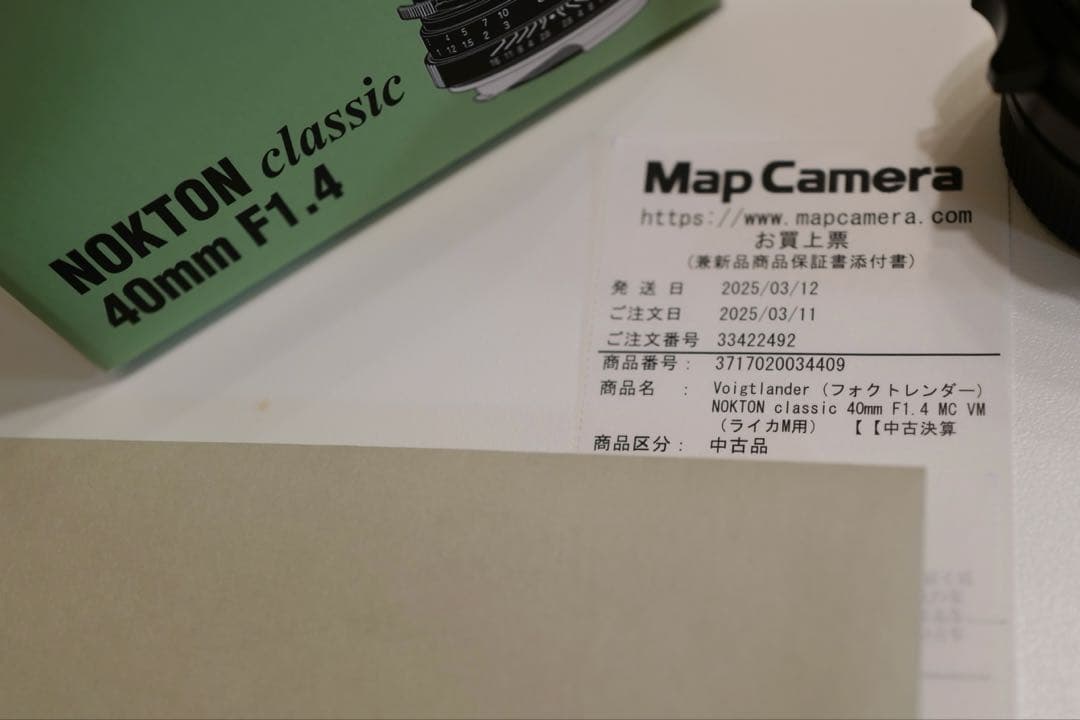 NOKTON classic
40mm F1.4
Map Camera
https://www.mapcamera.com
お買上票
(兼新品商品保証書添付書)
発送日 2025/03/12
ご注文日 2025/03/11
ご注文番号 33422492
商品番号: 3717020034409
商品名 : Voigtlander (フォクトレンダー)
NOKTON classic 40mm F1.4 MC VM
(ライカM用) 【【中古決算
商品区分: 中古品